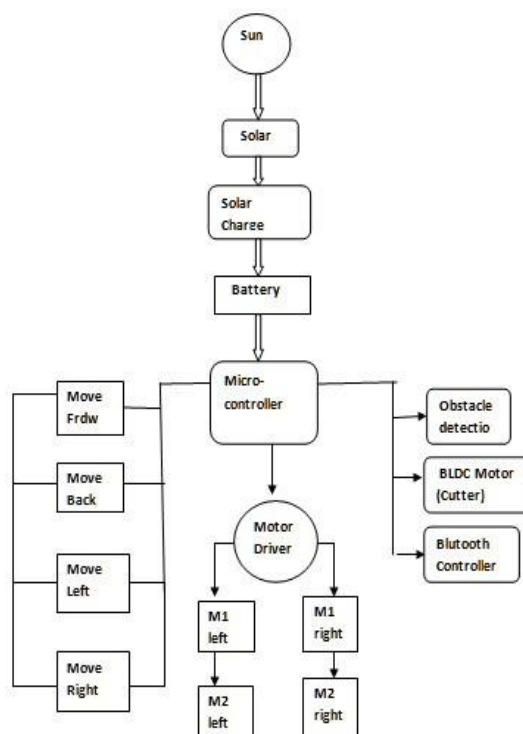 Sun
Solar
Solar
Charge
Battery
Micro-
controller
Move
Frdw
Move
Back
Move
Left
Move
Right
Obstacle
detectio
BLDC Motor
(Cutter)
Blutooth
Controller
Motor
Driver
M1
left
M1
right
M2
left
M2
right